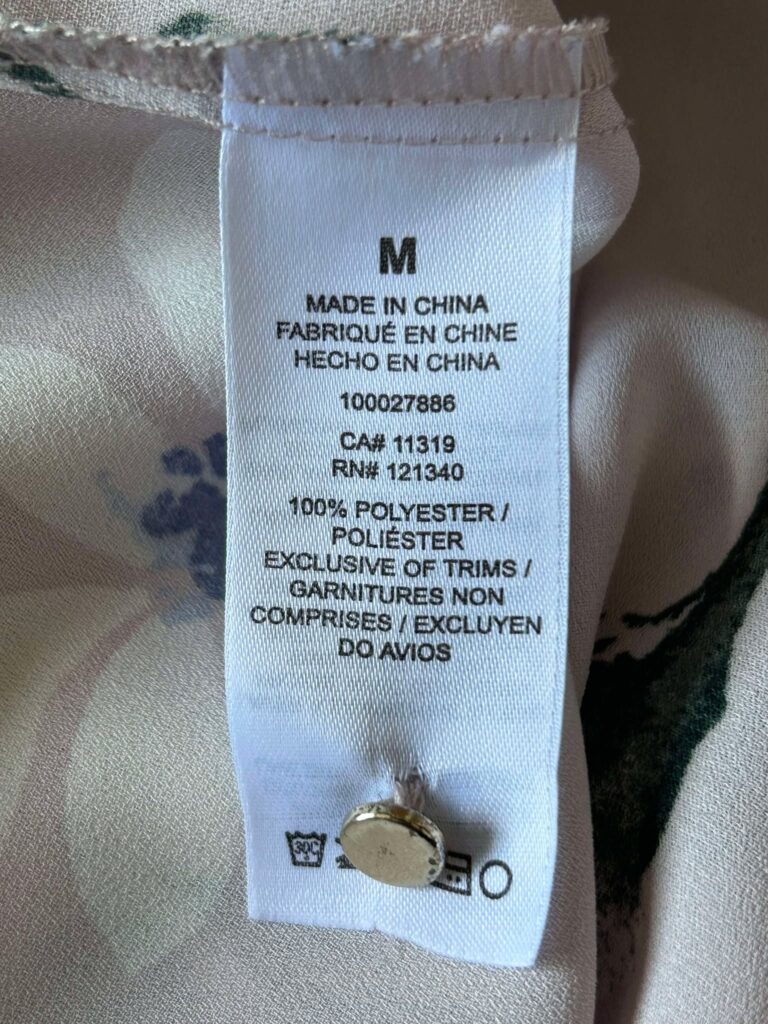 M
MADE IN CHINA
FABRIQUÉ EN CHINE
HECHO EN CHINA
100027886
CA# 11319
RN# 121340
100% POLYESTER /
POLIÉSTER
EXCLUSIVE OF TRIMS /
GARNITURES NON
COMPRISES / EXCLUYEN
DO AVIOS
30C